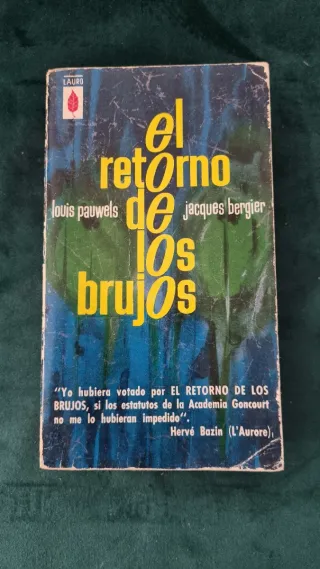 LAURO
el
retorno
louis pauwels de jacques bergier
los
brujos
"Yo hubiera votado por EL RETORNO DE LOS
BRUJOS, si los estatutos de la Academia Goncourt
no me lo hubieran impedido".
Hervé Bazin (L'Aurore).